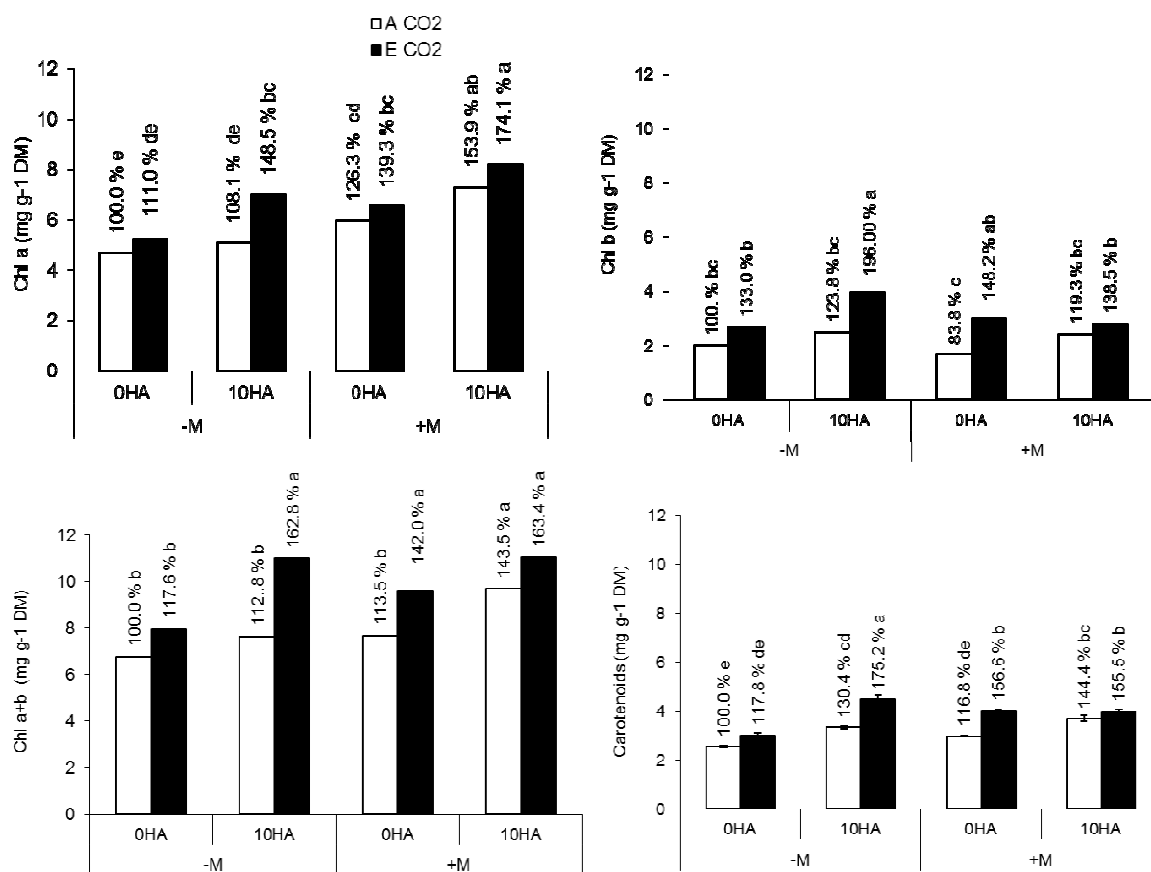 A CO2
E CO2
Chl a (mg g-1 DM)
12
10
8
6
4
2
0
100.0 % e
111.0 % de
108.1 % de
148.5 % bc
126.3 % cd
139.3 % bc
153.9 % ab
174.1 % a
0HA
10HA
0HA
10HA
-M
+M
Chl b (mg g-1 DM)
12
10
8
6
4
2
0
100. % bc
133.0 % b
123.8 % bc
196.00 % a
83.8 % c
148.2 % ab
119.3 % bc
138.5 % b
0HA
10HA
0HA
10HA
-M
+M
Chl a+b (mg g-1 DM)
12
10
8
6
4
2
0
100.0 % b
117.6 % b
112..8 % b
162.8 % a
113.5 % b
142.0 % a
143.5 % a
163.4 % a
0HA
10HA
0HA
10HA
-M
+M
Carotenoids (mg g-1 DM)
12
10
8
6
4
2
0
100.0 % e
117.8 % de
130.4 % cd
175.2 % a
116.8 % de
156.5 % b
144.4 % bc
155.5 % b
0HA
10HA
0HA
10HA
-M
+M